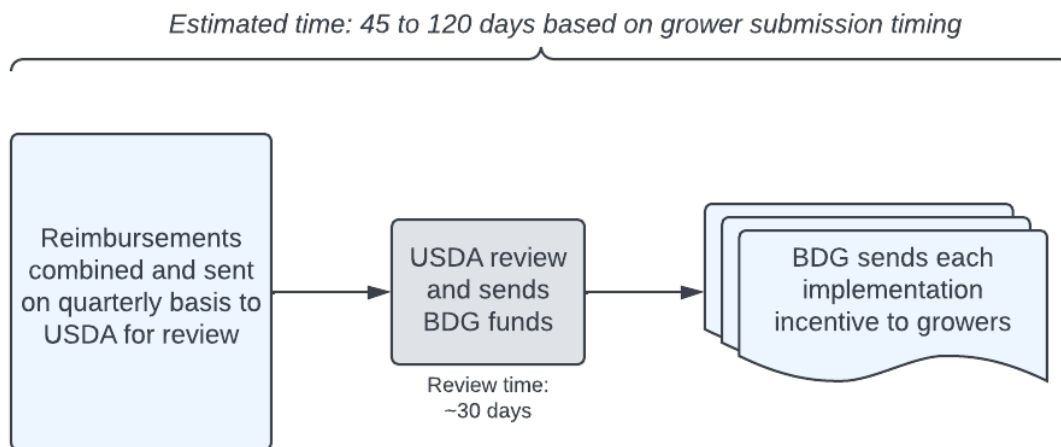 Estimated time: 45 to 120 days based on grower submission timing
Reimbursements
combined and sent
on quarterly basis to
USDA for review
USDA review
and sends
BDG funds
Review time:
~30 days
BDG sends each
implementation
incentive to growers